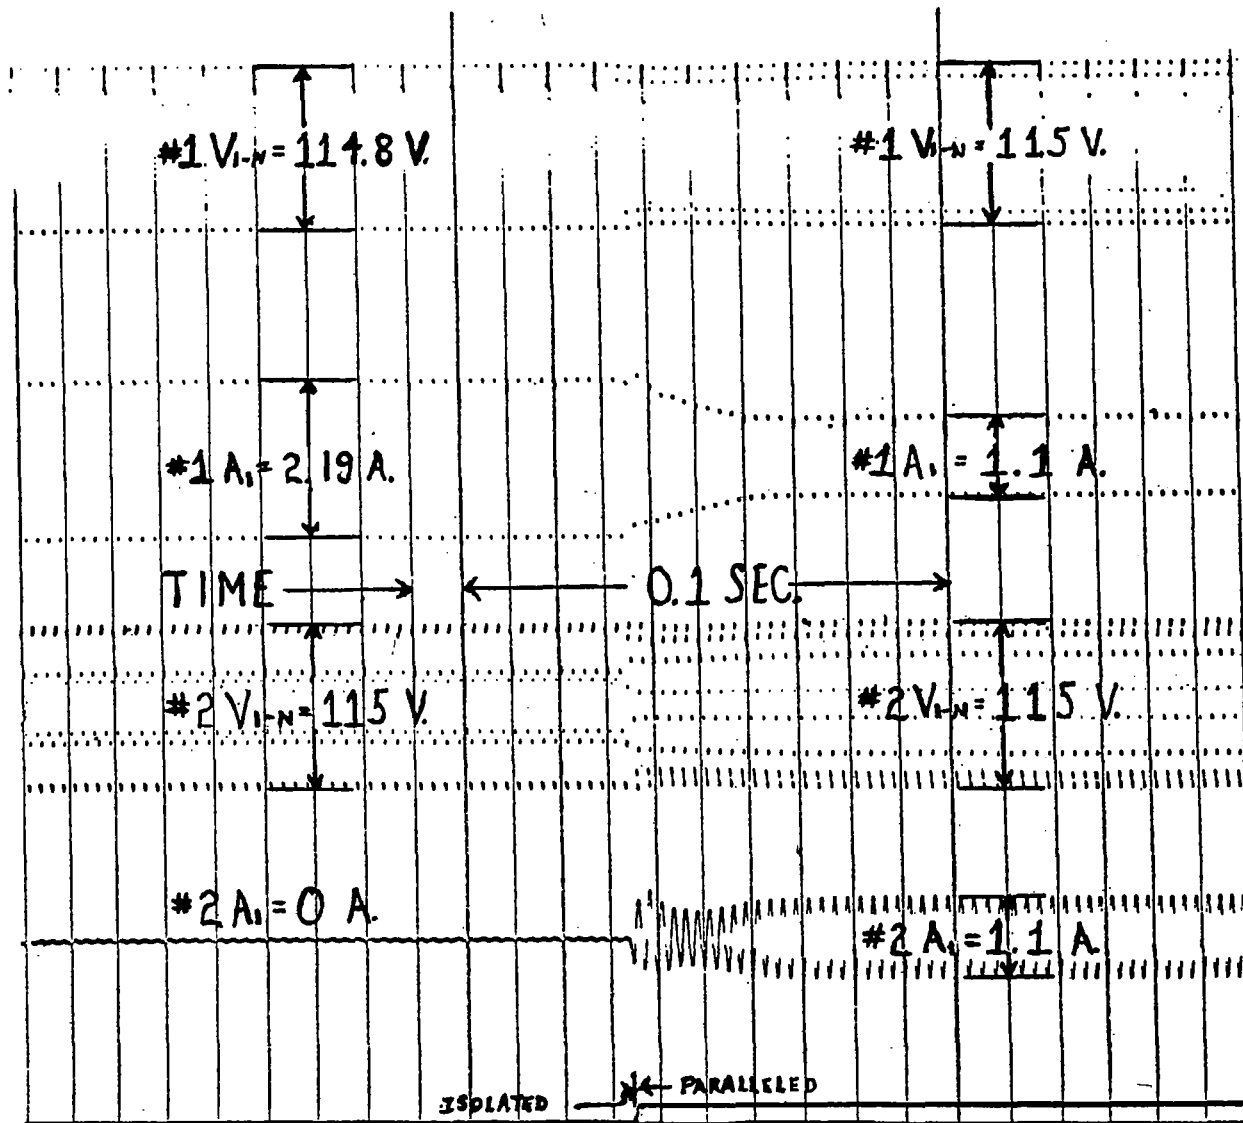 #1 V1-N = 114.8 V.
#1 V1-N = 115 V.
#1 A1 = 2.19 A.
#1 A1 = 1.1 A.
TIME
0.1 SEC.
#2 V1-N = 115 V.
#2 V1-N = 115 V.
#2 A1 = 0 A.
#2 A1 = 1.1 A.
PARALLELED
ISOLATED